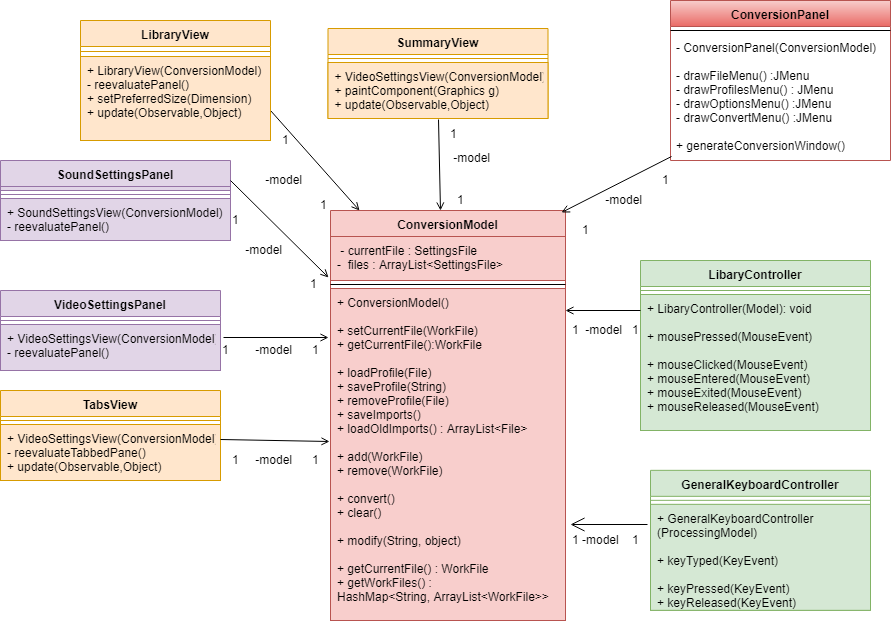 LibraryView
+ LibraryView(ConversionModel)
- reevaluatePanel()
+ setPreferredSize(Dimension)
+ update(Observable,Object)
SummaryView
+ VideoSettingsView(ConversionModel)
+ paintComponent(Graphics g)
+ update(Observable,Object)
ConversionPanel
- ConversionPanel(ConversionModel)
- drawFileMenu() :JMenu
- drawProfilesMenu() : JMenu
- drawOptionsMenu() :JMenu
- drawConvertMenu() :JMenu
+ generateConversionWindow()
1
-model
1
1
-model
1
1
-model
1
SoundSettingsPanel
+ SoundSettingsView(ConversionModel)
- reevaluatePanel()
1
-model
1
VideoSettingsPanel
+ VideoSettingsView(ConversionModel
- reevaluatePanel()
1
-model
1
TabsView
+ VideoSettingsView(ConversionModel
- reevaluateTabbedPane()
+ update(Observable,Object)
1
-model
1
ConversionModel
- currentFile : SettingsFile
- files : ArrayList<SettingsFile>
+ ConversionModel()
+ setCurrentFile(WorkFile)
+ getCurrentFile():WorkFile
+ loadProfile(File)
+ saveProfile(String)
+ removeProfile(File)
+ saveImports()
+ loadOldImports() : ArrayList<File>
+ add(WorkFile)
+ remove(WorkFile)
+ convert()
+ clear()
+ modify(String, object)
+ getCurrentFile() : WorkFile
+ getWorkFiles() :
HashMap<String, ArrayList<WorkFile>>
LibaryController
+ LibaryController(Model): void
+ mousePressed(MouseEvent)
+ mouseClicked(MouseEvent)
+ mouseEntered(MouseEvent)
+ mouseExited(MouseEvent)
+ mouseReleased(MouseEvent)
1
-model
1
GeneralKeyboardController
+ GeneralKeyboardController
(ProcessingModel)
+ keyTyped(KeyEvent)
+ keyPressed(KeyEvent)
+ keyReleased(KeyEvent)
1
-model
1